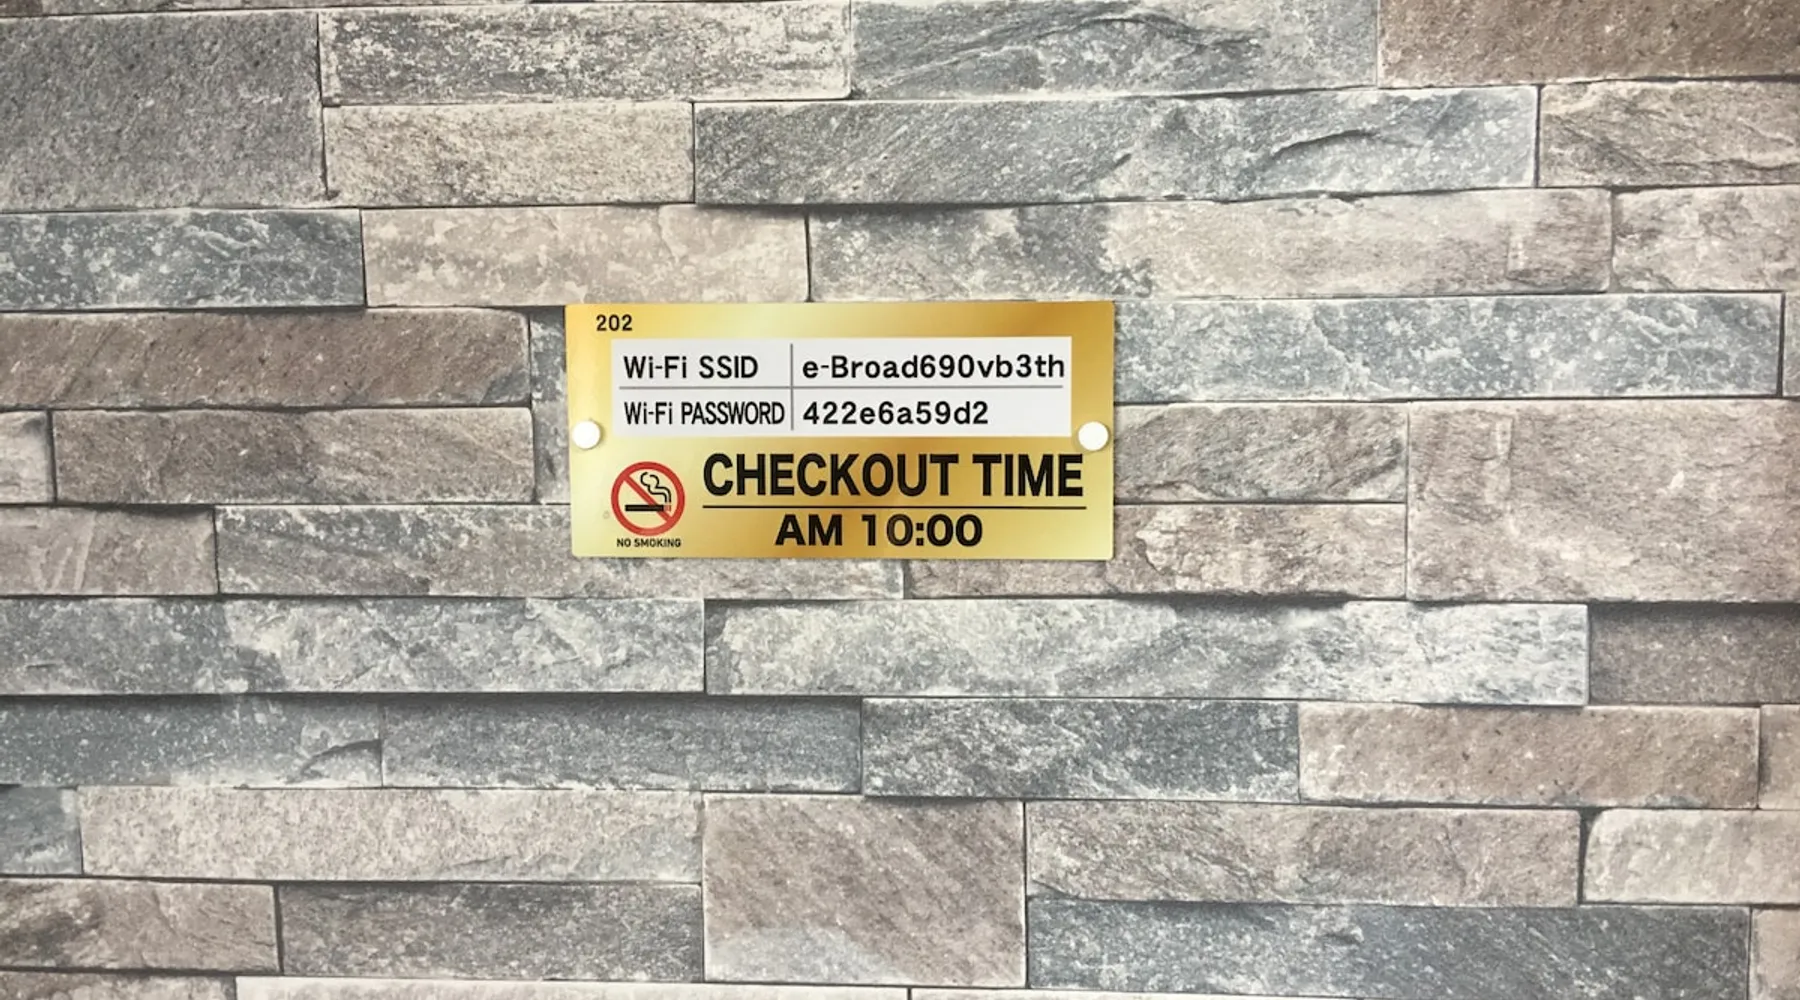 202
Wi-Fi SSID e-Broad690vb3th
Wi-Fi PASSWORD 422e6a59d2
CHECKOUT TIME
AM 10:00
NO SMOKING